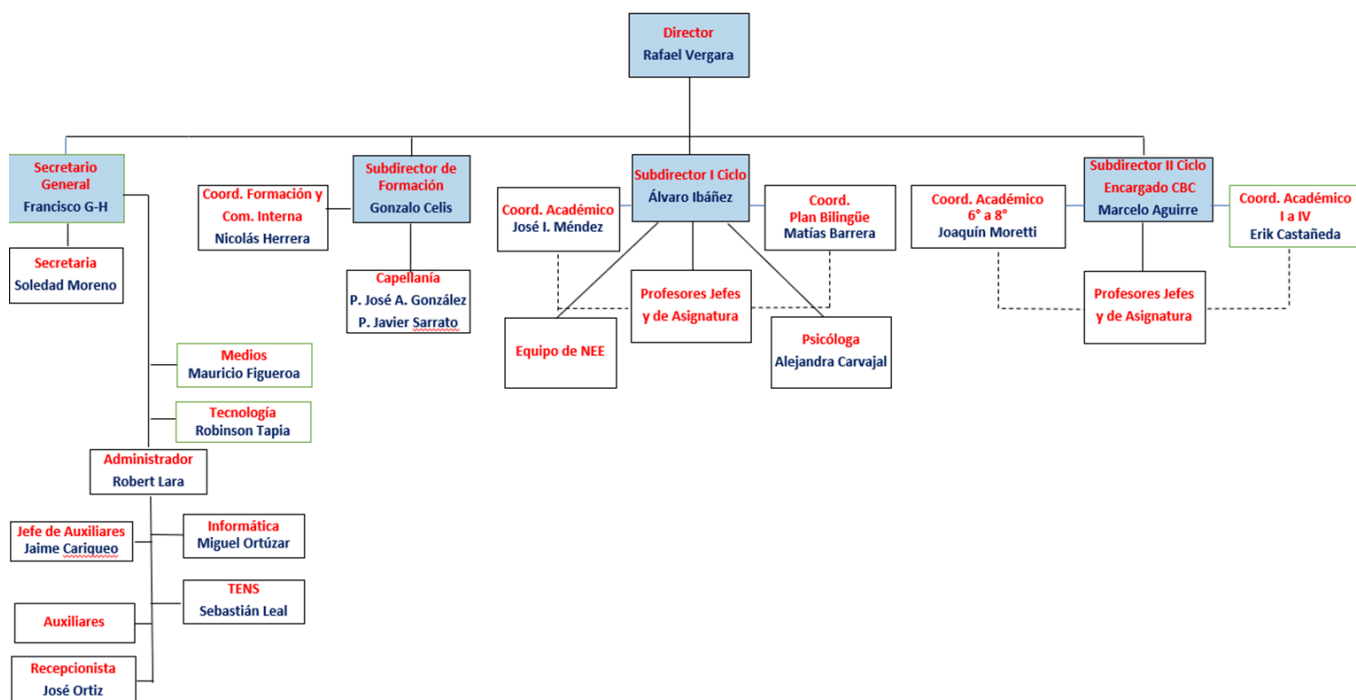 Director
Rafael Vergara
Secretario
General
Francisco G-H
Secretaria
Soledad Moreno
Coord. Formación y
Com. Interna
Nicolás Herrera
Subdirector de
Formación
Gonzalo Celis
Capellanía
P. José A. González
P. Javier Sarrato
Coord. Académico
José I. Méndez
Subdirector I Ciclo
Álvaro Ibáñez
Coord.
Plan Bilingüe
Matías Barrera
Profesores Jefes
y de Asignatura
Equipo de NEE
Psicóloga
Alejandra Carvajal
Coord. Académico
6° a 8°
Joaquín Moretti
Subdirector II Ciclo
Encargado CBC
Marcelo Aguirre
Coord. Académico
I a IV
Erik Castañeda
Profesores Jefes
y de Asignatura
Medios
Mauricio Figueroa
Tecnología
Robinson Tapia
Administrador
Robert Lara
Jefe de Auxiliares
Jaime Cariqueo
Informática
Miguel Ortúzar
TENS
Sebastián Leal
Auxiliares
Recepcionista
José Ortiz